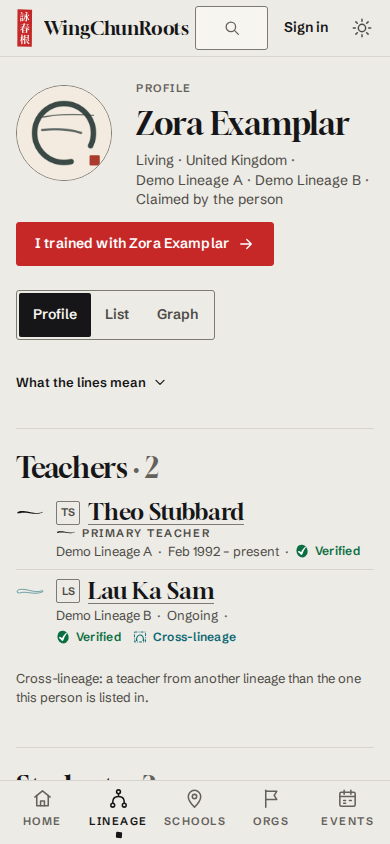 詠春根
WingChunRoots
Sign in
PROFILE
Zora Examplar
Living · United Kingdom ·
Demo Lineage A · Demo Lineage B ·
Claimed by the person
I trained with Zora Examplar →
Profile
List
Graph
What the lines mean
Teachers · 2
TS Theo Stubbard
PRIMARY TEACHER
Demo Lineage A · Feb 1992 – present · Verified
LS Lau Ka Sam
Demo Lineage B · Ongoing ·
Verified Cross-lineage
Cross-lineage: a teacher from another lineage than the one
this person is listed in.
HOME
LINEAGE
SCHOOLS
ORGS
EVENTS